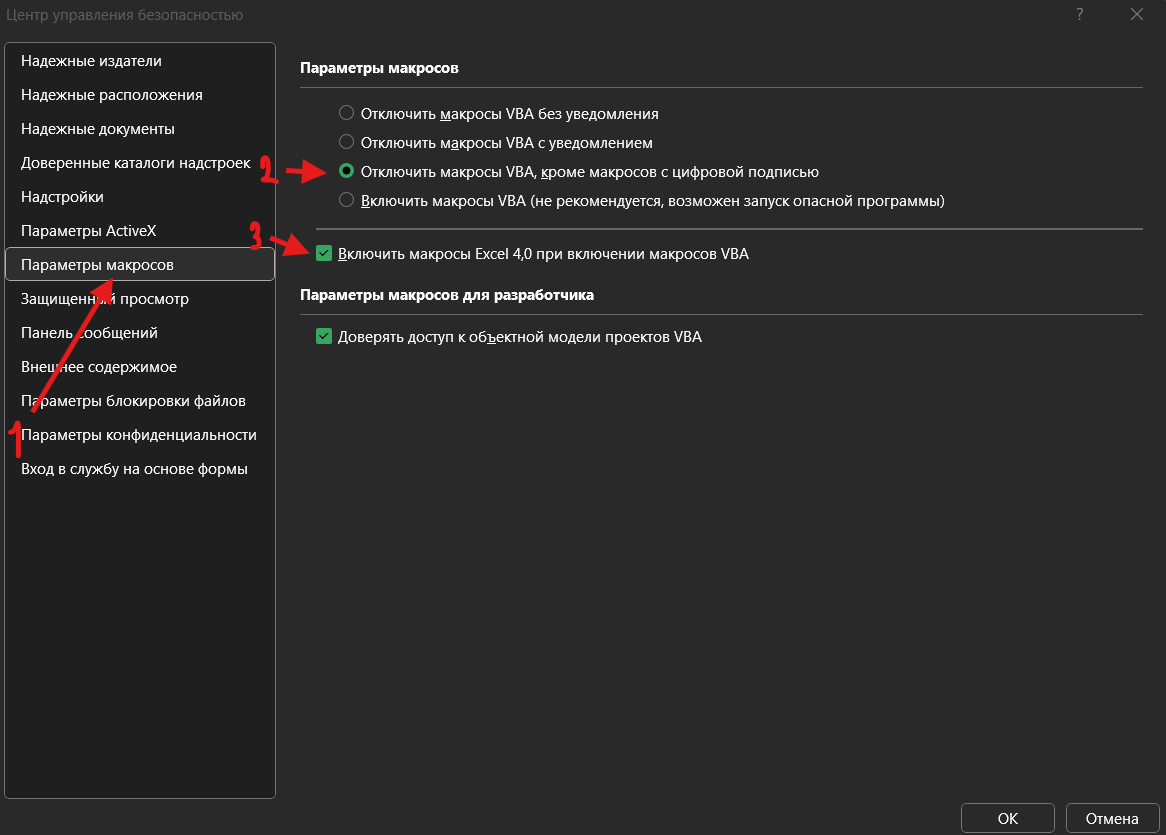 Центр управления безопасностью
?
Надежные издатели
Надежные расположения
Надежные документы
Доверенные каталоги надстроек
Надстройки
Параметры ActiveX
Параметры макросов
Защищенный просмотр
Панель сообщений
Внешнее содержимое
Параметры блокировки файлов
Параметры конфиденциальности
Вход в службу на основе формы
1
2
3
Параметры макросов
Отключить макросы VBA без уведомления
Отключить макросы VBA с уведомлением
Отключить макросы VBA, кроме макросов с цифровой подписью
Включить макросы VBA (не рекомендуется, возможен запуск опасной программы)
Включить макросы Excel 4,0 при включении макросов VBA
Параметры макросов для разработчика
Доверять доступ к объектной модели проектов VBA
ОК
Отмена